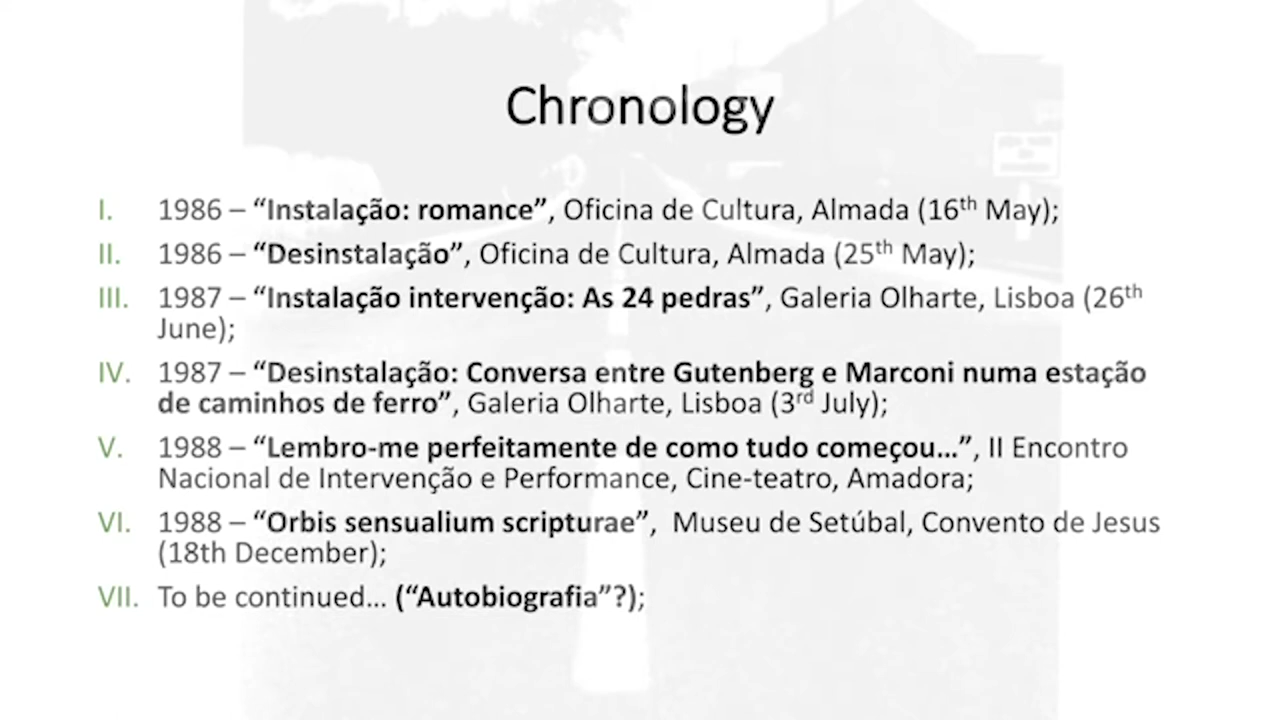 Chronology
I. 1986 – “Instalação: romance”, Oficina de Cultura, Almada (16th May);
II. 1986 – “Desinstalação”, Oficina de Cultura, Almada (25th May);
III. 1987 – “Instalação intervenção: As 24 pedras”, Galeria Olharte, Lisboa (26th
June);
IV. 1987 – “Desinstalação: Conversa entre Gutenberg e Marconi numa estação
de caminhos de ferro”, Galeria Olharte, Lisboa (3rd July);
V. 1988 – “Lembro-me perfeitamente de como tudo começou…”, II Encontro
Nacional de Intervenção e Performance, Cine-teatro, Amadora;
VI. 1988 – “Orbis sensualium scripturae”, Museu de Setúbal, Convento de Jesus
(18th December);
VII. To be continued… (“Autobiografia”?);